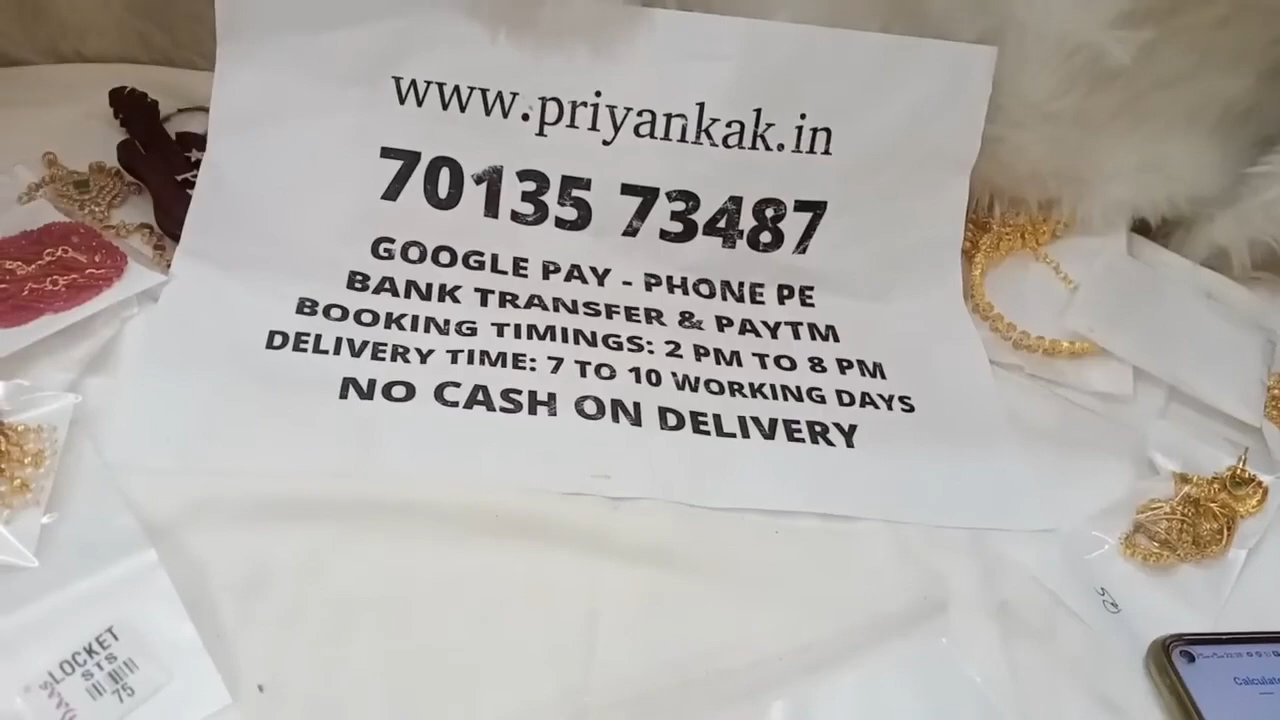 www.priyankak.in
70135 73487
GOOGLE PAY - PHONE PE
BANK TRANSFER & PAYTM
BOOKING TIMINGS: 2 PM TO 8 PM
DELIVERY TIME: 7 TO 10 WORKING DAYS
NO CASH ON DELIVERY
LOCKET
STS
75